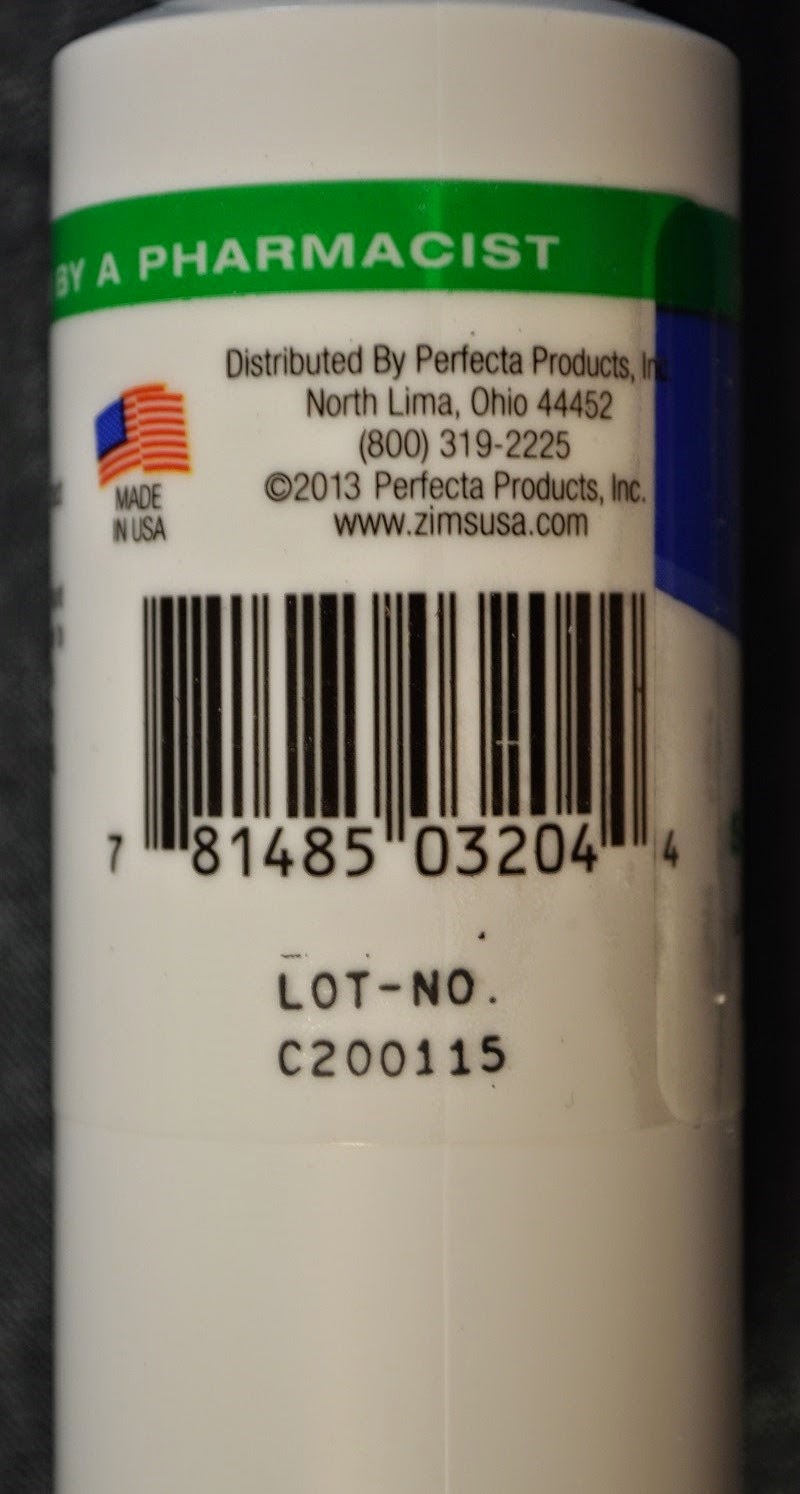 BY A PHARMACIST
Distributed By Perfecta Products, Inc.
North Lima, Ohio 44452
(800) 319-2225
©2013 Perfecta Products, Inc.
www.zimsusa.com
MADE
IN USA
7 81485 03204 4
LOT-NO.
C200115